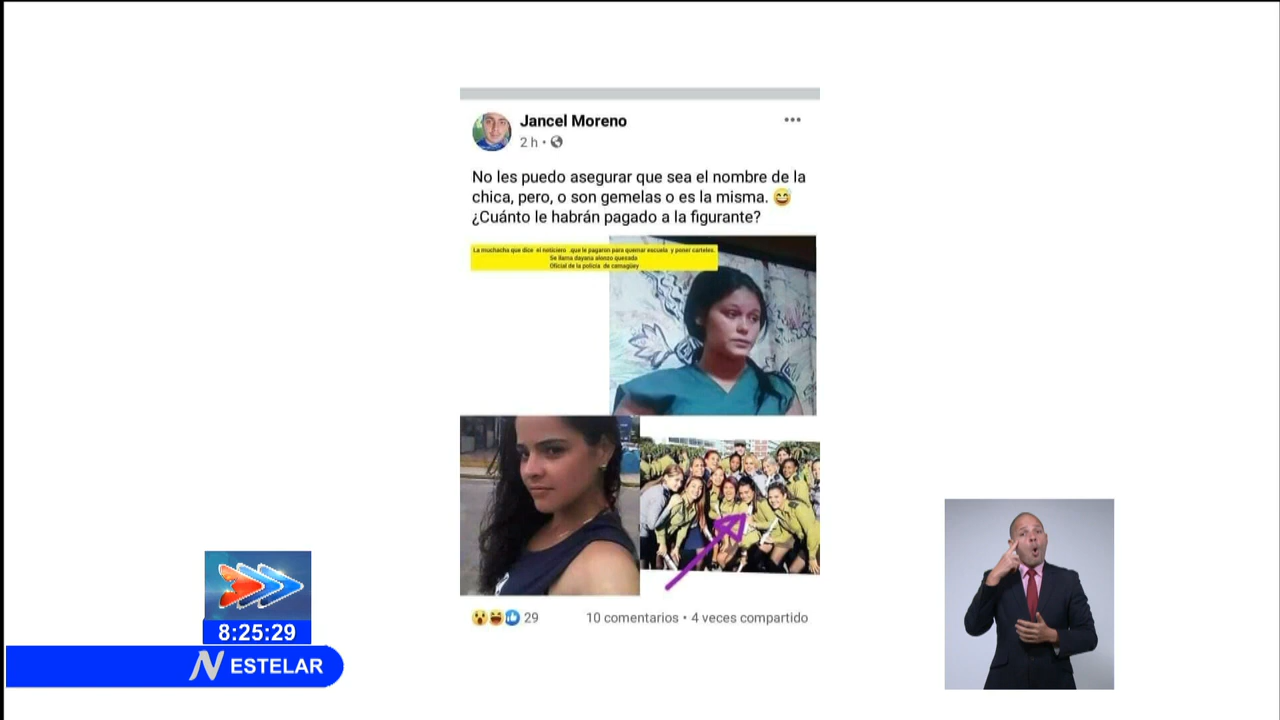 Jancel Moreno
2 h
No les puedo asegurar que sea el nombre de la
chica, pero, o son gemelas o es la misma. 😅
¿Cuánto le habrán pagado a la figurante?
La muchacha que dice el noticiero .que le pagaron para quemar escuela y poner carteles.
Se llama dayana alonzo quesada
Oficial de la policia de camagüey
29
10 comentarios • 4 veces compartido
8:25:29
N ESTELAR